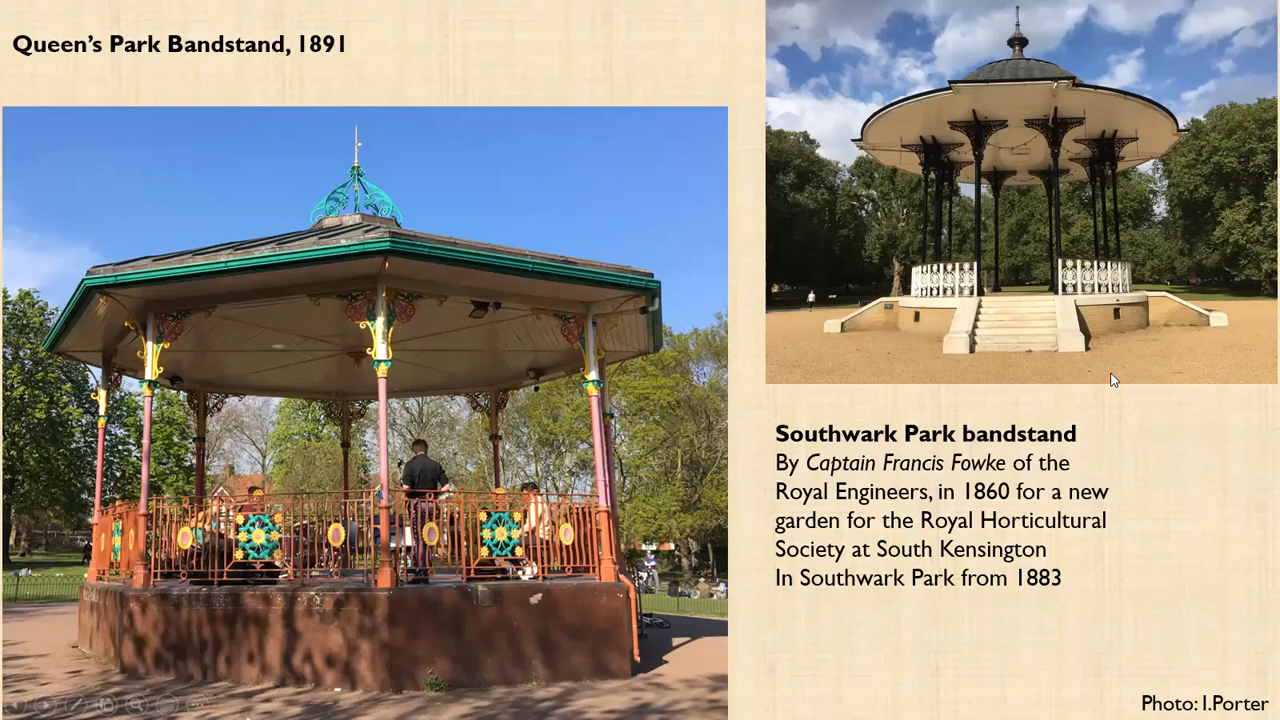 Queen's Park Bandstand, 1891
Southwark Park bandstand
By Captain Francis Fowke of the
Royal Engineers, in 1860 for a new
garden for the Royal Horticultural
Society at South Kensington
In Southwark Park from 1883
Photo: I.Porter